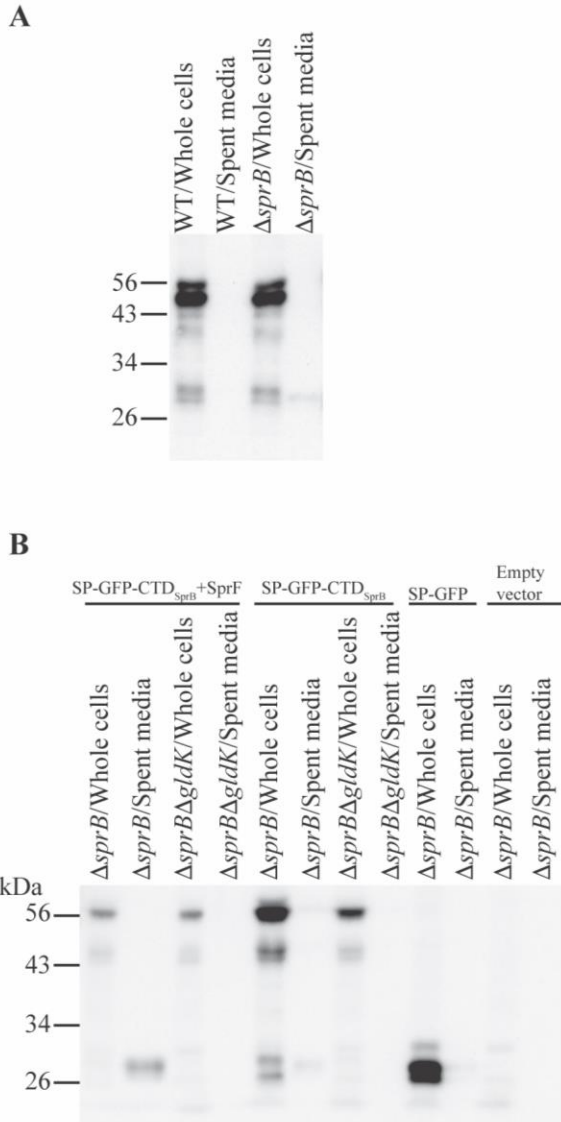 A
WT/Whole cells
WT/Spent media
ΔsprB/Whole cells
ΔsprB/Spent media
56
43
34
26
B
SP-GFP-CTDSprB+SprF
SP-GFP-CTDSprB
SP-GFP
Empty
vector
ΔsprB/Whole cells
ΔsprB/Spent media
ΔsprBΔgldK/Whole cells
ΔsprBΔgldK/Spent media
ΔsprB/Whole cells
ΔsprB/Spent media
ΔsprBΔgldK/Whole cells
ΔsprBΔgldK/Spent media
ΔsprB/Whole cells
ΔsprB/Spent media
ΔsprB/Whole cells
ΔsprB/Spent media
kDa
56
43
34
26